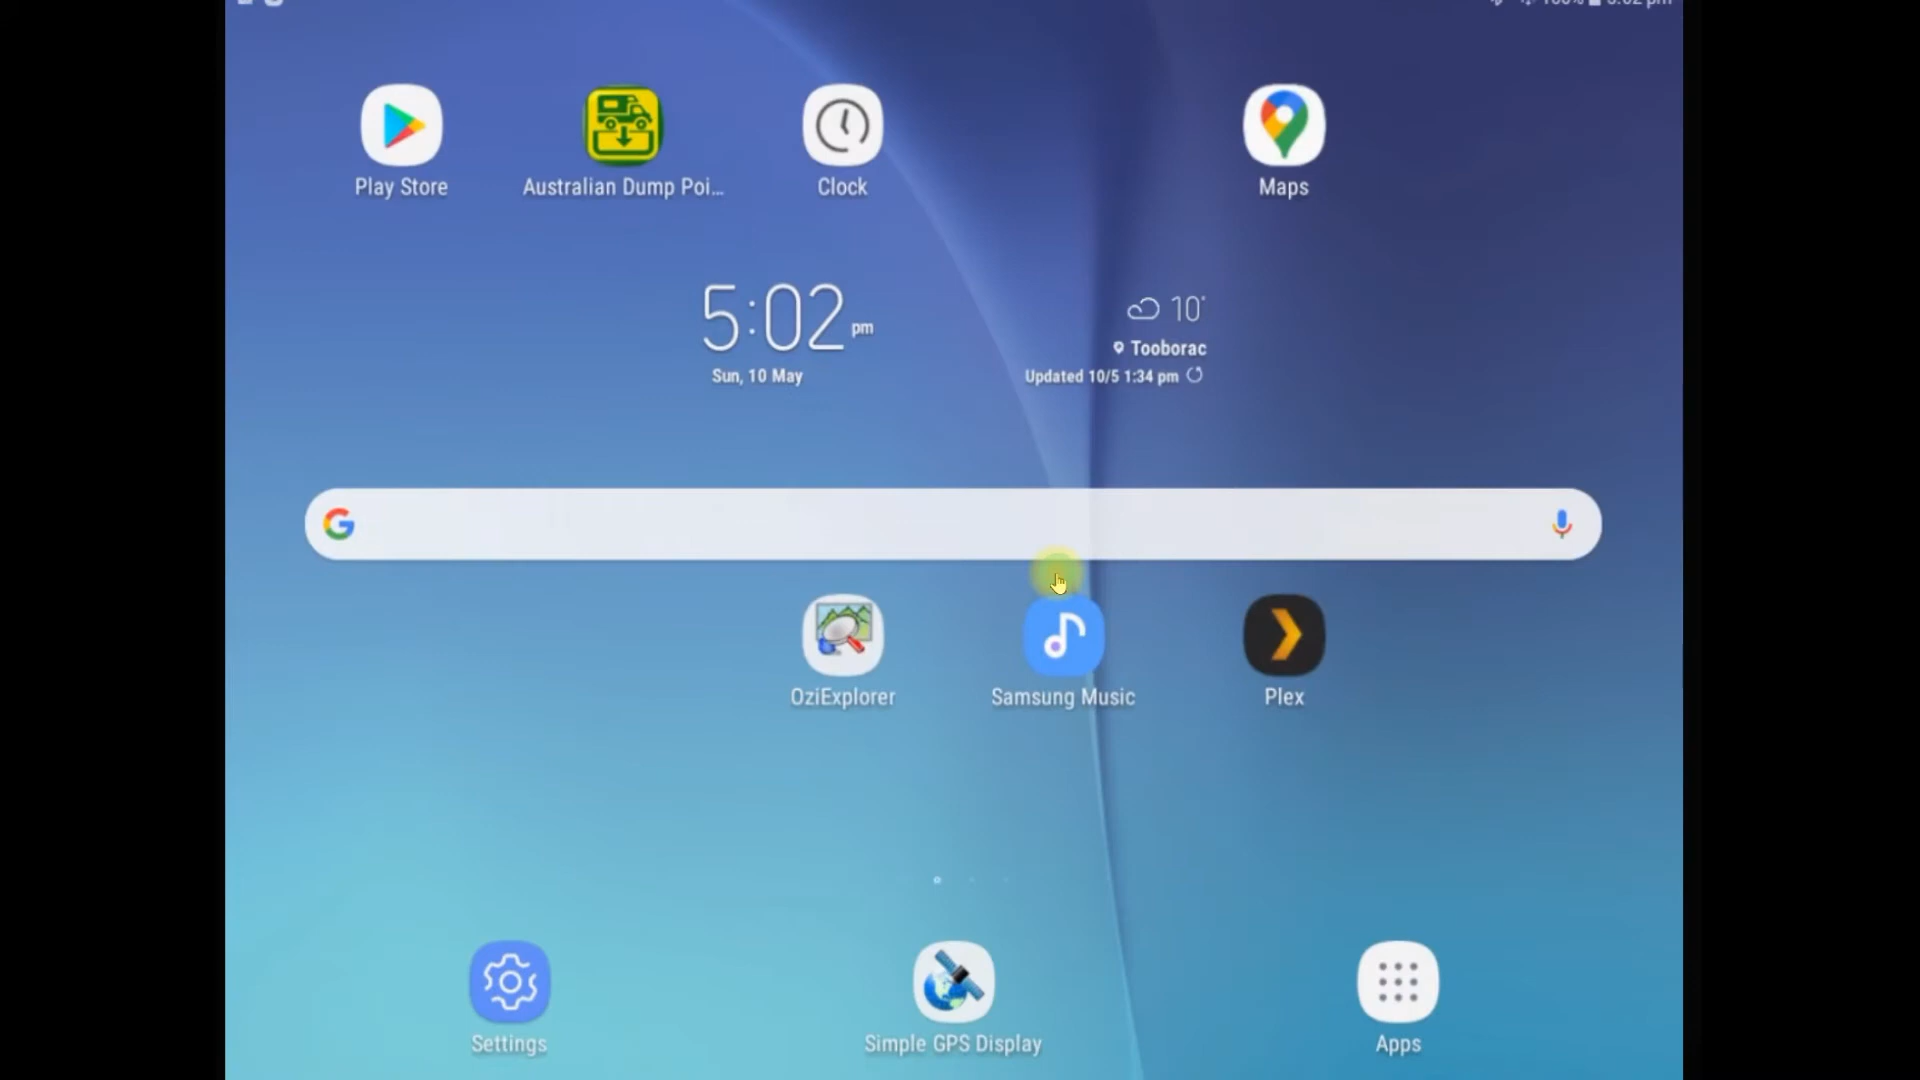 Play Store
Australian Dump Poi...
Clock
Maps
5:02 pm
Sun, 10 May
10°
Tooborac
Updated 10/5 1:34 pm
OziExplorer
Samsung Music
Plex
Settings
Simple GPS Display
Apps